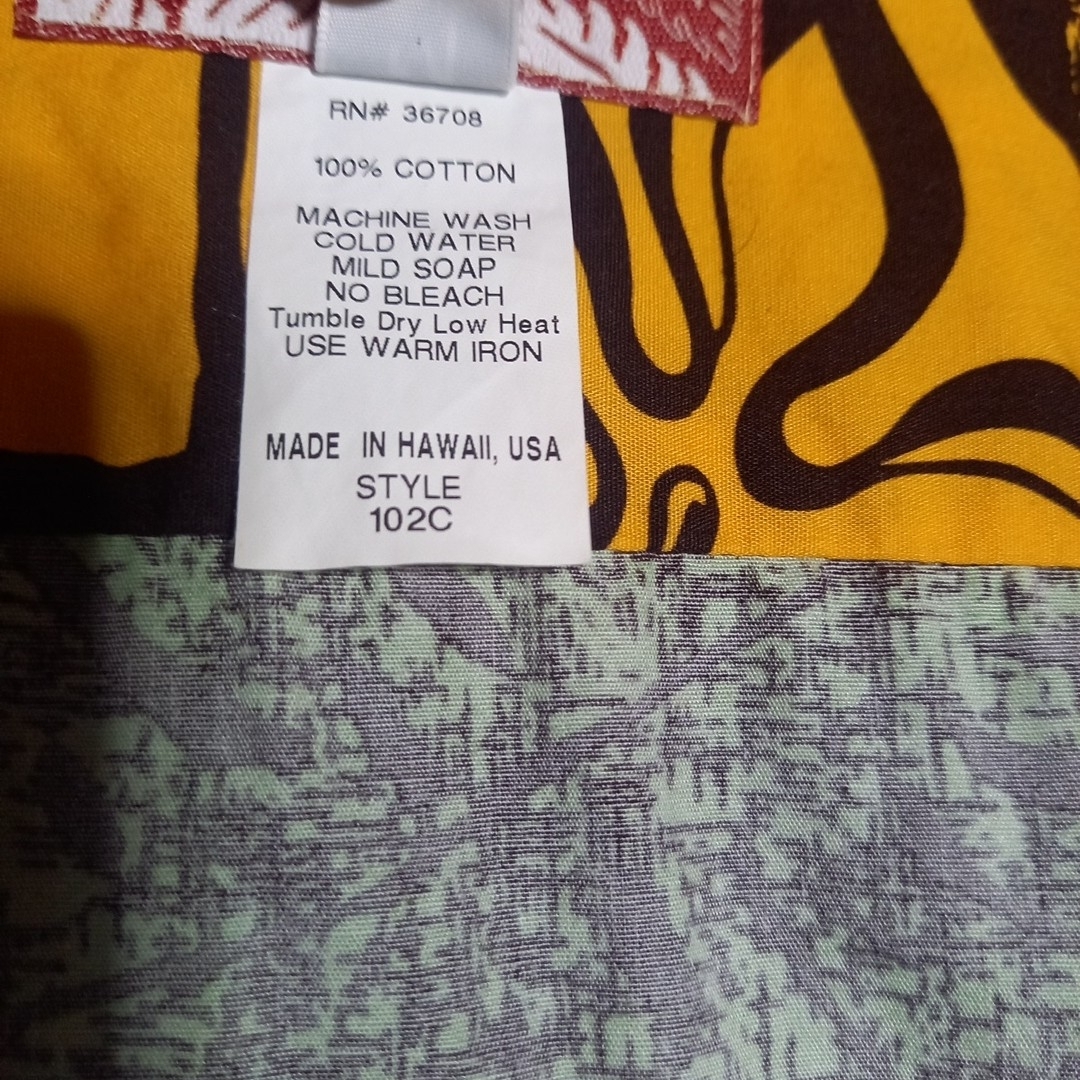 RN# 36708
100% COTTON
MACHINE WASH
COLD WATER
MILD SOAP
NO BLEACH
Tumble Dry Low Heat
USE WARM IRON
MADE IN HAWAII, USA
STYLE
102C